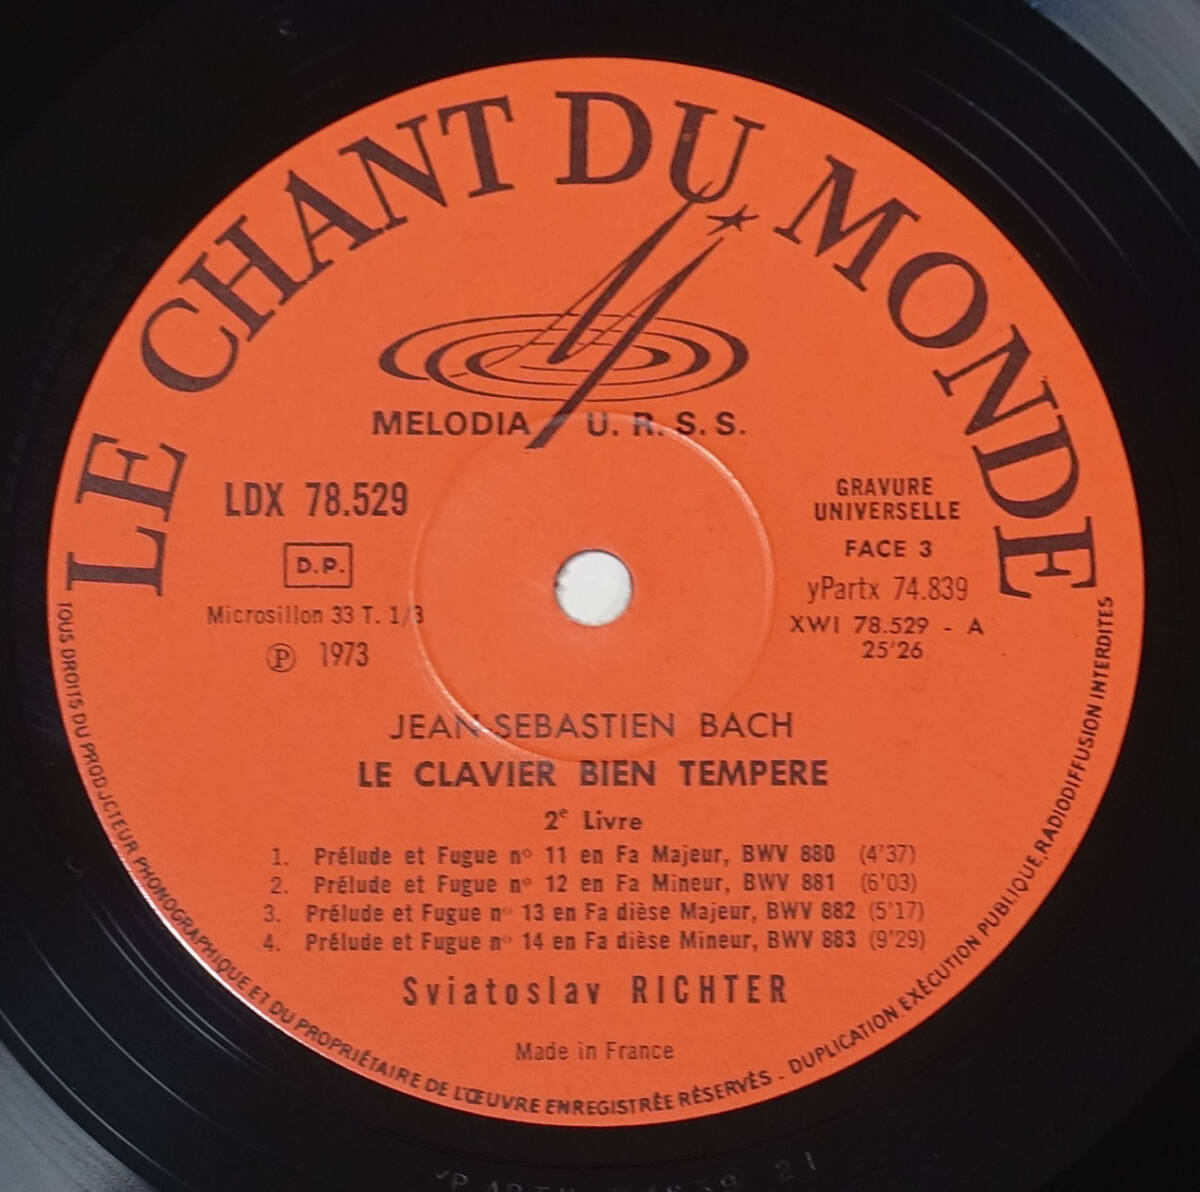 LE CHANT DU MONDE
MELODIA U.R.S.S.
LDX 78.529
D.P.
Microsillon 33 T. 1/3
Ⓟ 1973
GRAVURE
UNIVERSELLE
FACE 3
yPartx 74.839
XWI 78.529 - A
25'26
JEAN-SEBASTIEN BACH
LE CLAVIER BIEN TEMPERE
2e Livre
1. Prélude et Fugue n° 11 en Fa Majeur, BWV 880 (4'37)
2. Prélude et Fugue n° 12 en Fa Mineur, BWV 881 (6'03)
3. Prélude et Fugue n° 13 en Fa dièse Majeur, BWV 882 (5'17)
4. Prélude et Fugue n° 14 en Fa dièse Mineur, BWV 883 (9'29)
Sviatoslav RICHTER
Made in France
TOUS DROITS DU PRODUCTEUR PHONOGRAPHIQUE ET DU PROPRIÉTAIRE DE L'ŒUVRE ENREGISTRÉE RÉSERVÉS - DUPLICATION, EXÉCUTION PUBLIQUE, RADIODIFFUSION INTERDITES